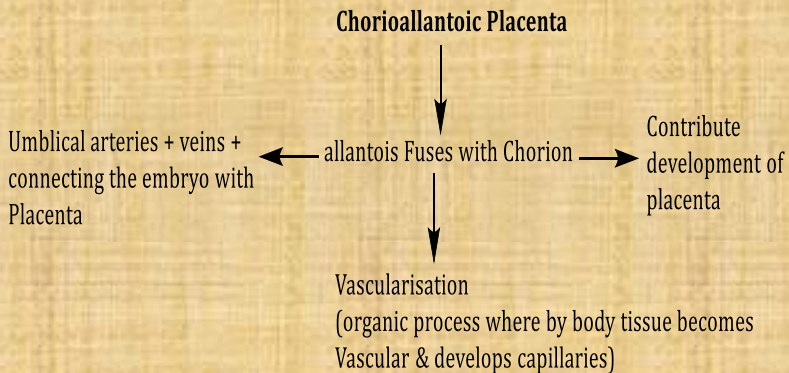 Chorioallantoic Placenta
Umblical arteries + veins +
connecting the embryo with
Placenta
allantois Fuses with Chorion
Contribute
development of
placenta
Vascularisation
(organic process where by body tissue becomes
Vascular & develops capillaries)